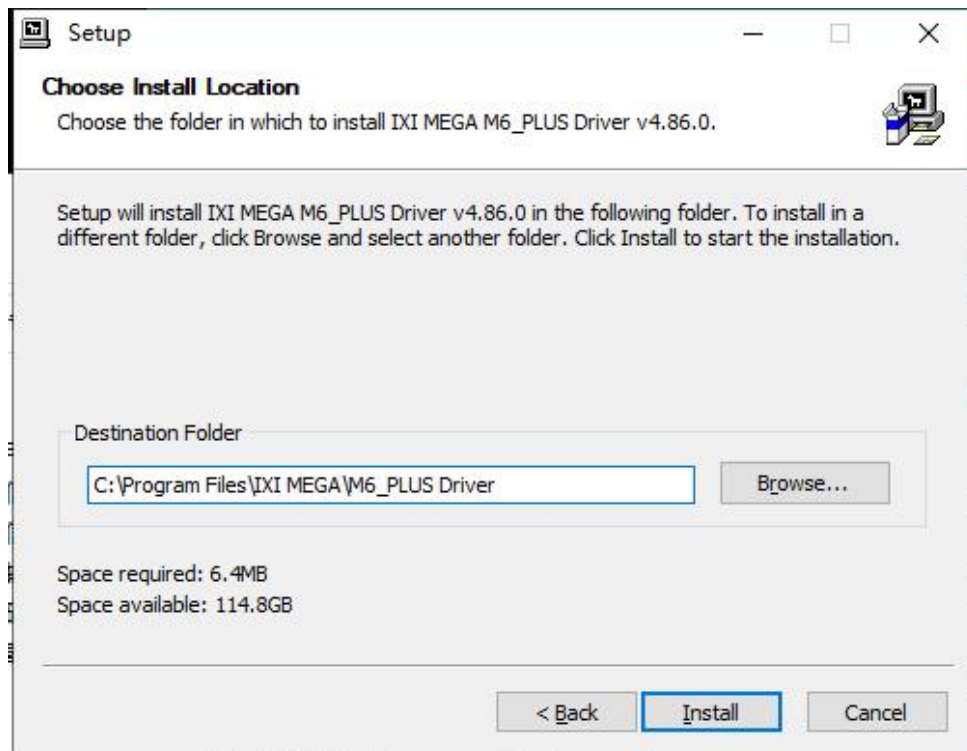 Setup
Choose Install Location
Choose the folder in which to install IXI MEGA M6_PLUS Driver v4.86.0.
Setup will install IXI MEGA M6_PLUS Driver v4.86.0 in the following folder. To install in a
different folder, click Browse and select another folder. Click Install to start the installation.
Destination Folder
C:\Program Files\IXI MEGA\M6_PLUS Driver
Browse...
Space required: 6.4MB
Space available: 114.8GB
< Back
Install
Cancel